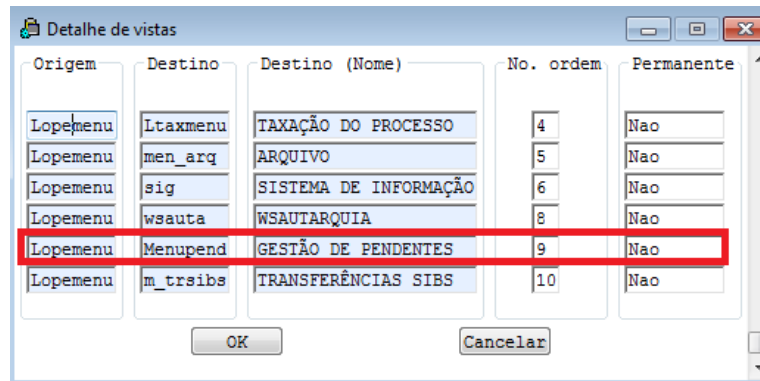 Detalhe de vistas
Origem Destino Destino (Nome) No. ordem Permanente
Lopemenu Ltaxmenu TAXAÇÃO DO PROCESSO 4 Nao
Lopemenu men_arq ARQUIVO 5 Nao
Lopemenu sig SISTEMA DE INFORMAÇÃO 6 Nao
Lopemenu wsauta WSAUTARQUIA 8 Nao
Lopemenu Menupend GESTÃO DE PENDENTES 9 Nao
Lopemenu m_trsibs TRANSFERÊNCIAS SIBS 10 Nao
OK Cancelar